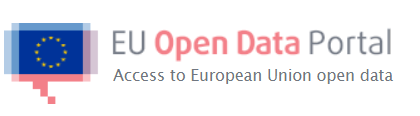 EU Open Data Portal
Access to European Union open data